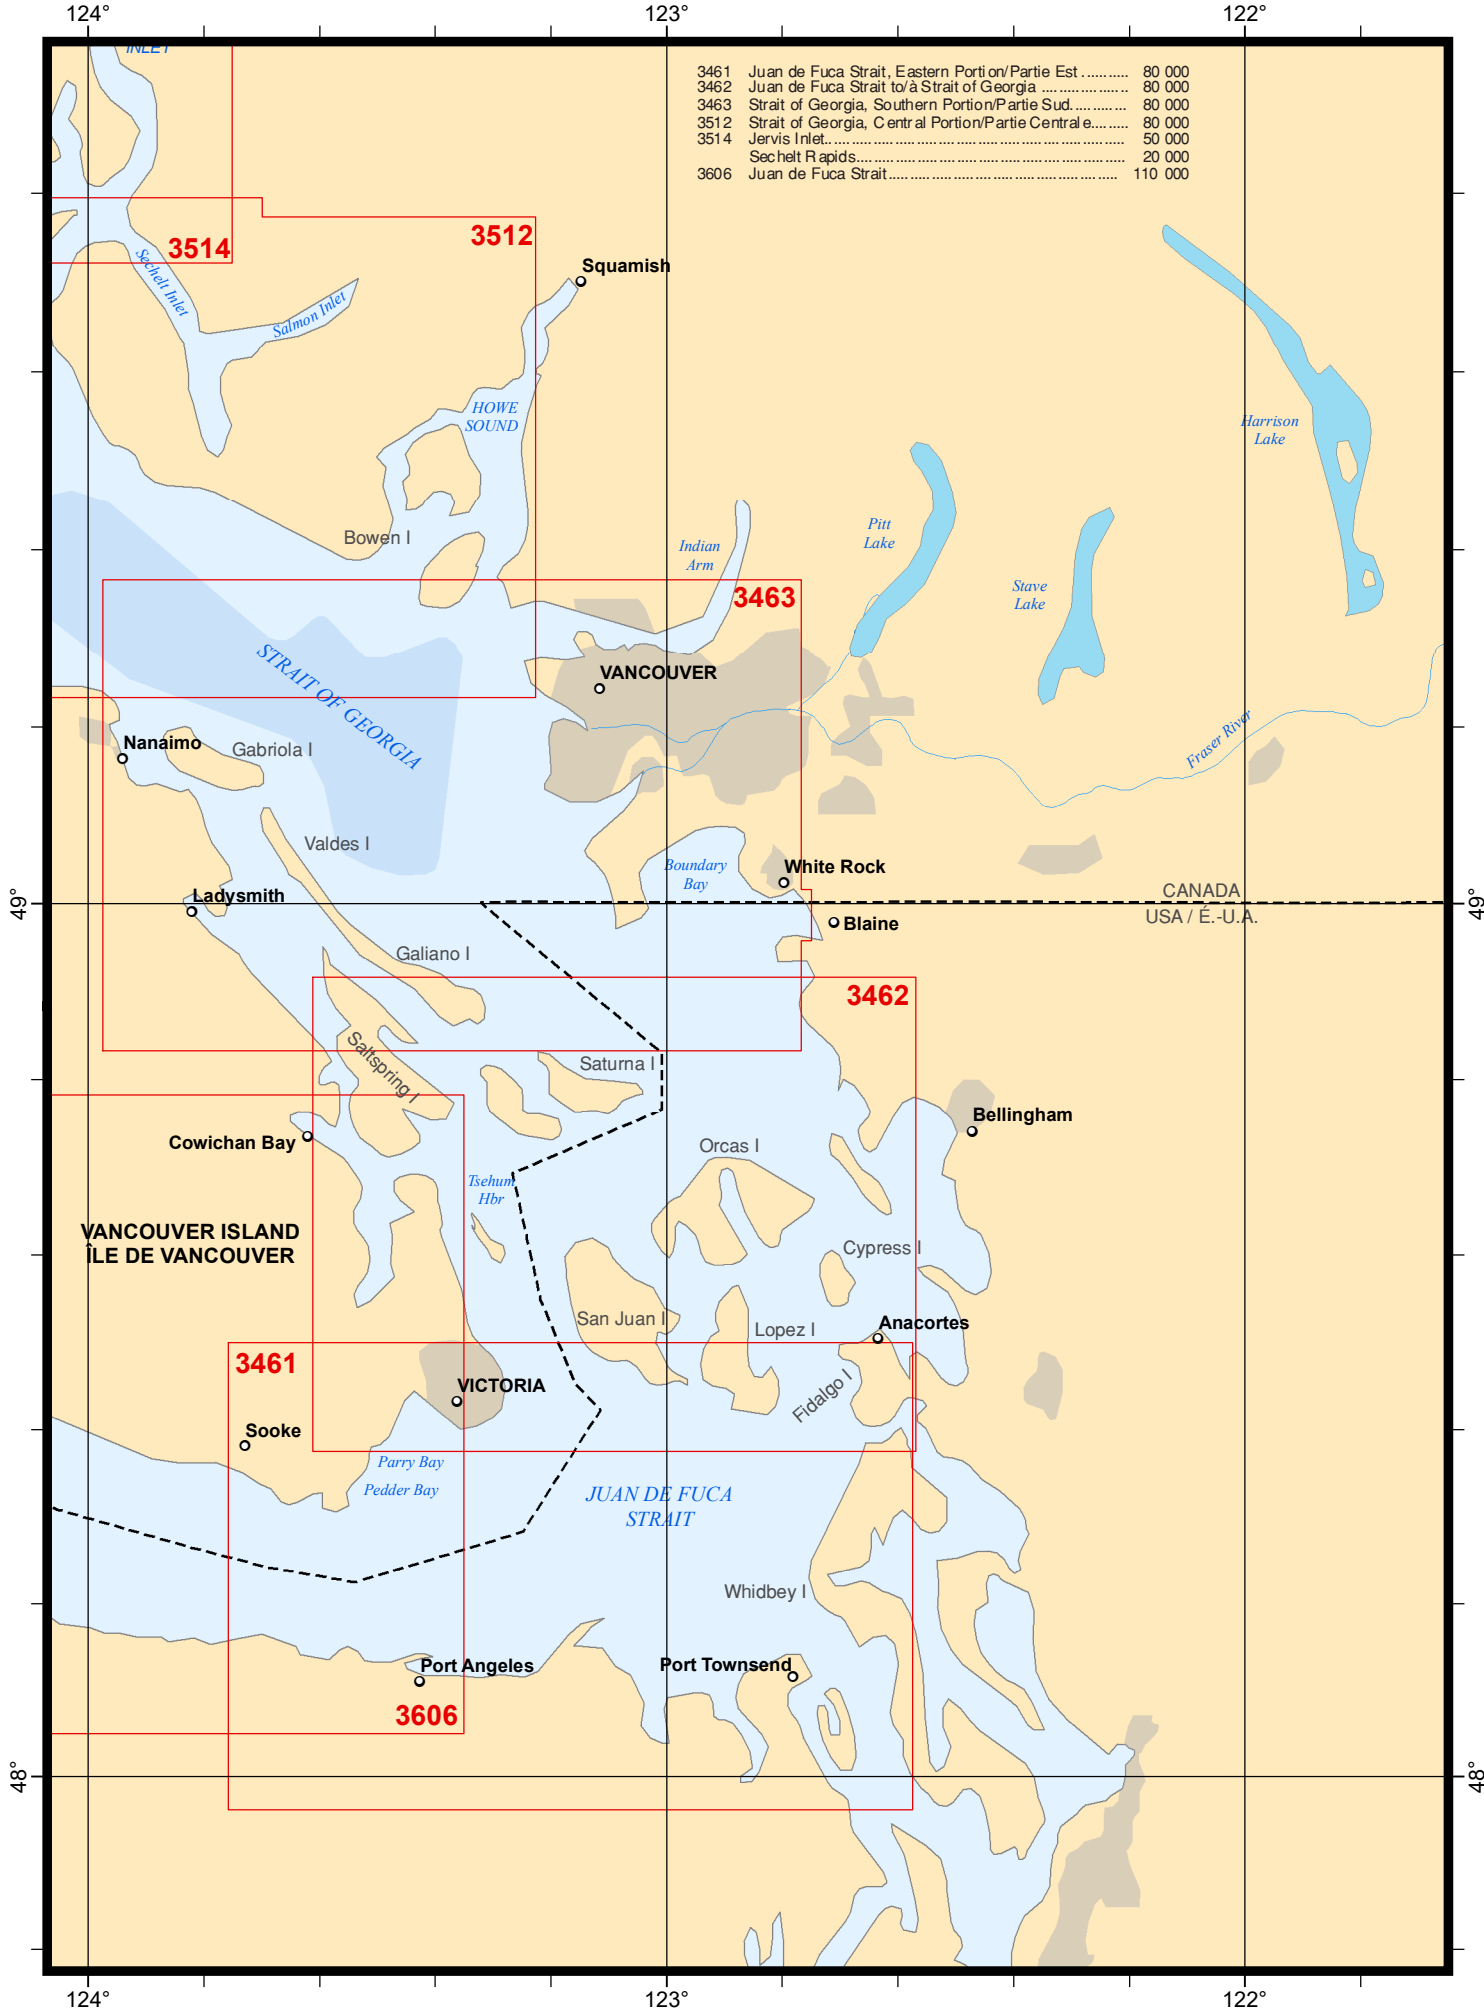 124° 123° 122°
INLET
3461 Juan de Fuca Strait, Eastern Portion/Partie Est .......... 80 000
3462 Juan de Fuca Strait to/à Strait of Georgia .................. 80 000
3463 Strait of Georgia, Southern Portion/Partie Sud............ 80 000
3512 Strait of Georgia, Central Portion/Partie Centrale........ 80 000
3514 Jervis Inlet............................................................ 50 000
Sechelt Rapids...................................................... 20 000
3606 Juan de Fuca Strait.............................................. 110 000
3514
3512
Squamish
Sechelt Inlet
Salmon Inlet
HOWE
SOUND
Harrison
Lake
Bowen I
Indian
Arm
Pitt
Lake
Stave
Lake
3463
STRAIT OF GEORGIA
VANCOUVER
Nanaimo
Gabriola I
Fraser River
Valdes I
Boundary
Bay
White Rock
Ladysmith
CANADA
49° 49°
USA / É.-U.A.
Blaine
Galiano I
3462
Saltspring I
Saturna I
Bellingham
Cowichan Bay
Orcas I
Tsehum
Hbr
VANCOUVER ISLAND
ÎLE DE VANCOUVER
Cypress I
San Juan I
Lopez I
Anacortes
3461
Fidalgo I
VICTORIA
Sooke
Parry Bay
Pedder Bay
JUAN DE FUCA
STRAIT
Whidbey I
Port Angeles
Port Townsend
3606
48° 48°
124° 123° 122°